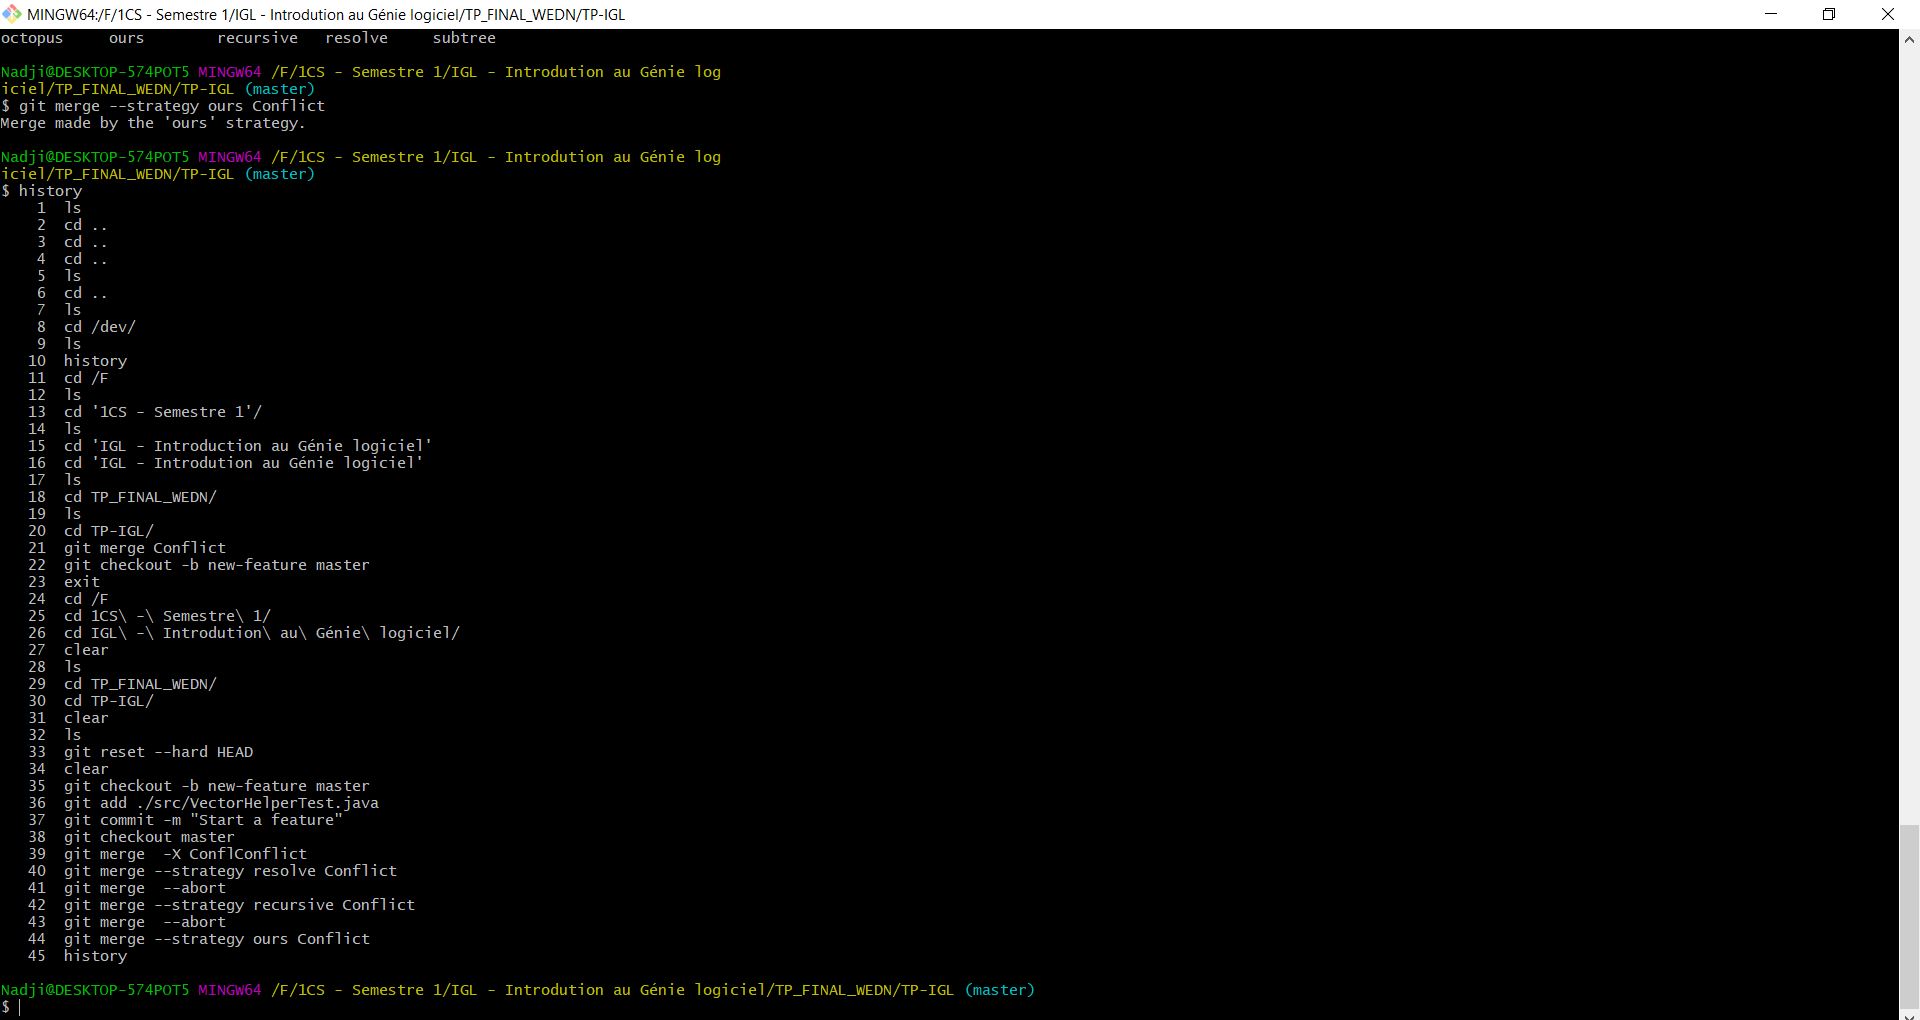 MINGW64:/F/1CS - Semestre 1/IGL - Introdution au Génie logiciel/TP_FINAL_WEDN/TP-IGL
octopus     ours        recursive   resolve     subtree
Nadji@DESKTOP-574POT5 MINGW64 /F/1CS - Semestre 1/IGL - Introdution au Génie log
iciel/TP_FINAL_WEDN/TP-IGL (master)
$ git merge --strategy ours Conflict
Merge made by the 'ours' strategy.
Nadji@DESKTOP-574POT5 MINGW64 /F/1CS - Semestre 1/IGL - Introdution au Génie log
iciel/TP_FINAL_WEDN/TP-IGL (master)
$ history
    1  ls
    2  cd ..
    3  cd ..
    4  cd ..
    5  ls
    6  cd ..
    7  ls
    8  cd /dev/
    9  ls
   10  history
   11  cd /F
   12  ls
   13  cd '1CS - Semestre 1'/
   14  ls
   15  cd 'IGL - Introduction au Génie logiciel'
   16  cd 'IGL - Introdution au Génie logiciel'
   17  ls
   18  cd TP_FINAL_WEDN/
   19  ls
   20  cd TP-IGL/
   21  git merge Conflict
   22  git checkout -b new-feature master
   23  exit
   24  cd /F
   25  cd 1CS\ -\ Semestre\ 1/
   26  cd IGL\ -\ Introdution\ au\ Génie\ logiciel/
   27  clear
   28  ls
   29  cd TP_FINAL_WEDN/
   30  cd TP-IGL/
   31  clear
   32  ls
   33  git reset --hard HEAD
   34  clear
   35  git checkout -b new-feature master
   36  git add ./src/VectorHelperTest.java
   37  git commit -m "Start a feature"
   38  git checkout master
   39  git merge  -X ConflConflict
   40  git merge --strategy resolve Conflict
   41  git merge  --abort
   42  git merge --strategy recursive Conflict
   43  git merge  --abort
   44  git merge --strategy ours Conflict
   45  history
Nadji@DESKTOP-574POT5 MINGW64 /F/1CS - Semestre 1/IGL - Introdution au Génie logiciel/TP_FINAL_WEDN/TP-IGL (master)
$